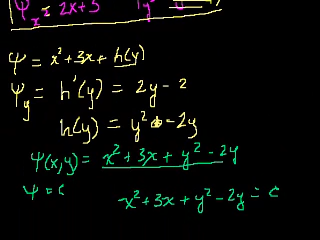 Ψx = 2x+3
Ψ = x² + 3x + h(y)
Ψy = h'(y) = 2y - 2
h(y) = y² - 2y
Ψ(x,y) = x² + 3x + y² - 2y
Ψ = C x² + 3x + y² - 2y = c